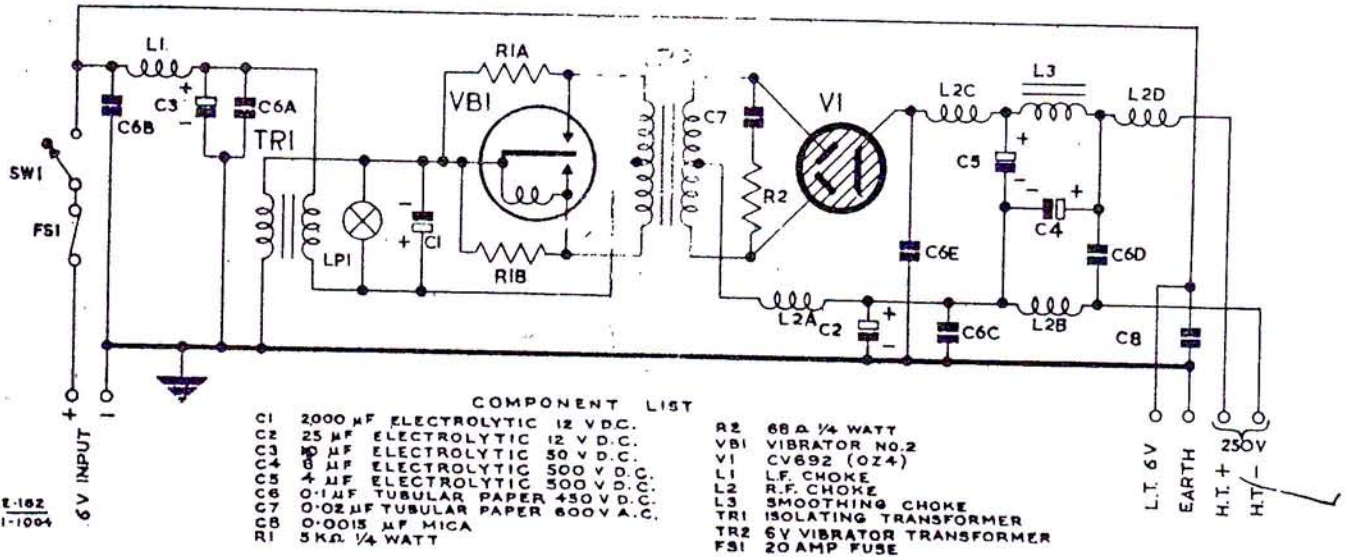 L1
R1A
L3
L2C
L2D
C3
C6A
VB1
V1
C6B
TR1
C7
C5
SW1
R2
C4
FS1
LP1
C1
C6E
C6D
R1B
L2A
C2
C6C
L2B
C8
+
-
6V INPUT
COMPONENT LIST
C1 2,000 µF ELECTROLYTIC 12 V D.C.
C2 25 µF ELECTROLYTIC 12 V D.C.
C3 µF ELECTROLYTIC 50 V D.C.
C4 8 µF ELECTROLYTIC 500 V D.C.
C5 4 µF ELECTROLYTIC 500 V D.C.
C6 0·1 µF TUBULAR PAPER 450 V D.C.
C7 0·02 µF TUBULAR PAPER 600 V A.C.
C8 0·0015 µF MICA
R1 5 KΩ 1/4 WATT
R2 68 Ω 1/4 WATT
VB1 VIBRATOR NO.2
V1 CV692 (OZ4)
L1 L.F. CHOKE
L2 R.F. CHOKE
L3 SMOOTHING CHOKE
TR1 ISOLATING TRANSFORMER
TR2 6V VIBRATOR TRANSFORMER
FS1 20 AMP FUSE
L.T. 6V
EARTH
H.T. +
H.T. -
250V
E-162
1-1004